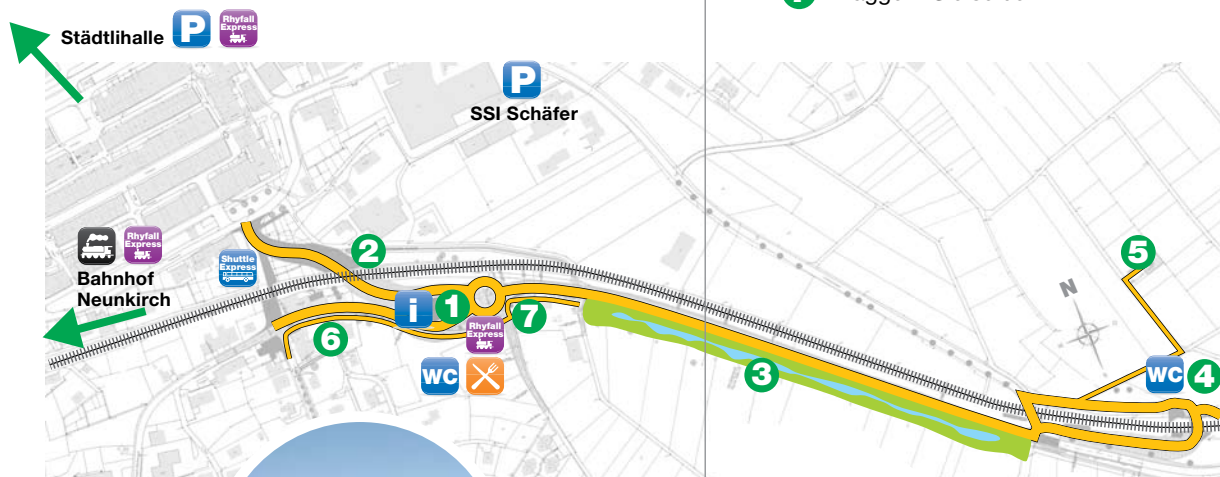 7
Städtlihalle P Rhyfall Express
P
SSI Schäfer
Rhyfall Express
Bahnhof
Neunkirch
Shuttle Express
2
5
N
i 1
7
6
Rhyfall Express
WC
3
WC 4